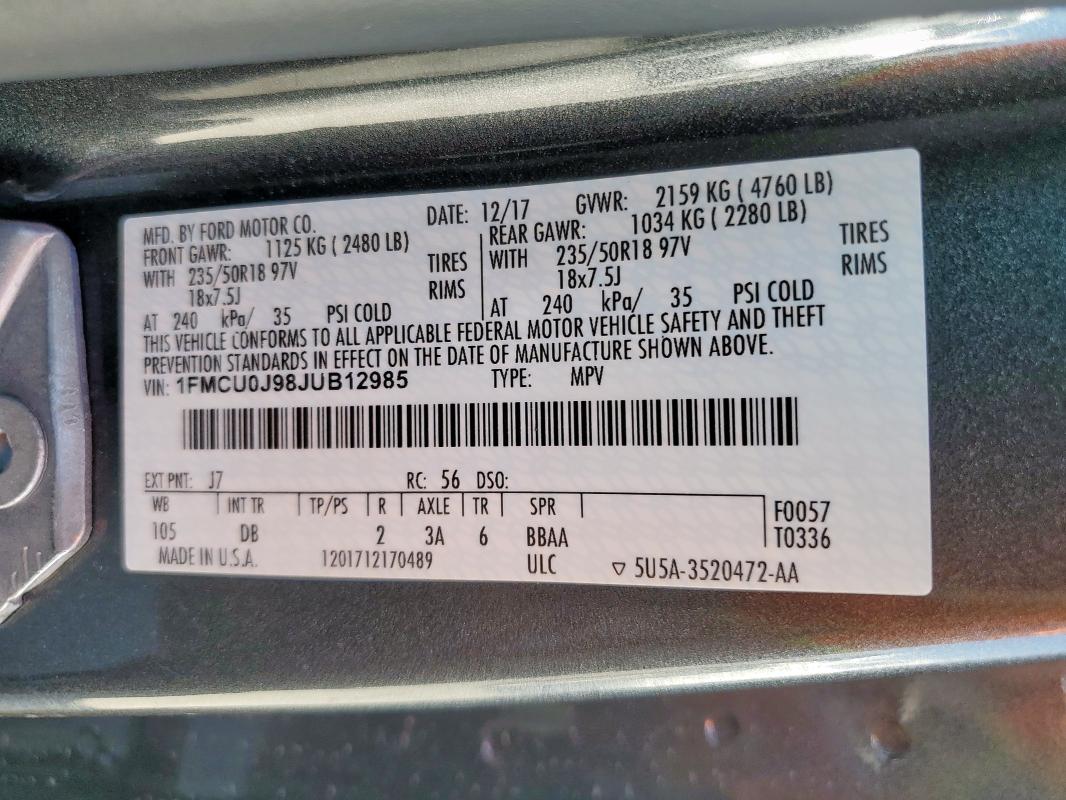 MFD. BY FORD MOTOR CO. DATE: 12/17 GVWR: 2159 KG ( 4760 LB)
FRONT GAWR: 1125 KG ( 2480 LB) REAR GAWR: 1034 KG ( 2280 LB)
WITH 235/50R18 97V TIRES WITH 235/50R18 97V TIRES
18x7.5J RIMS 18x7.5J RIMS
AT 240 kPa/ 35 PSI COLD AT 240 kPa/ 35 PSI COLD
THIS VEHICLE CONFORMS TO ALL APPLICABLE FEDERAL MOTOR VEHICLE SAFETY AND THEFT
PREVENTION STANDARDS IN EFFECT ON THE DATE OF MANUFACTURE SHOWN ABOVE.
VIN: 1FMCU0J98JUB12985 TYPE: MPV
EXT PNT: J7 RC: 56 DSO:
WB INT TR TP/PS R AXLE TR SPR F0057
105 DB 2 3A 6 BBAA T0336
MADE IN U.S.A. 1201712170489 ULC ▽ 5U5A-3520472-AA